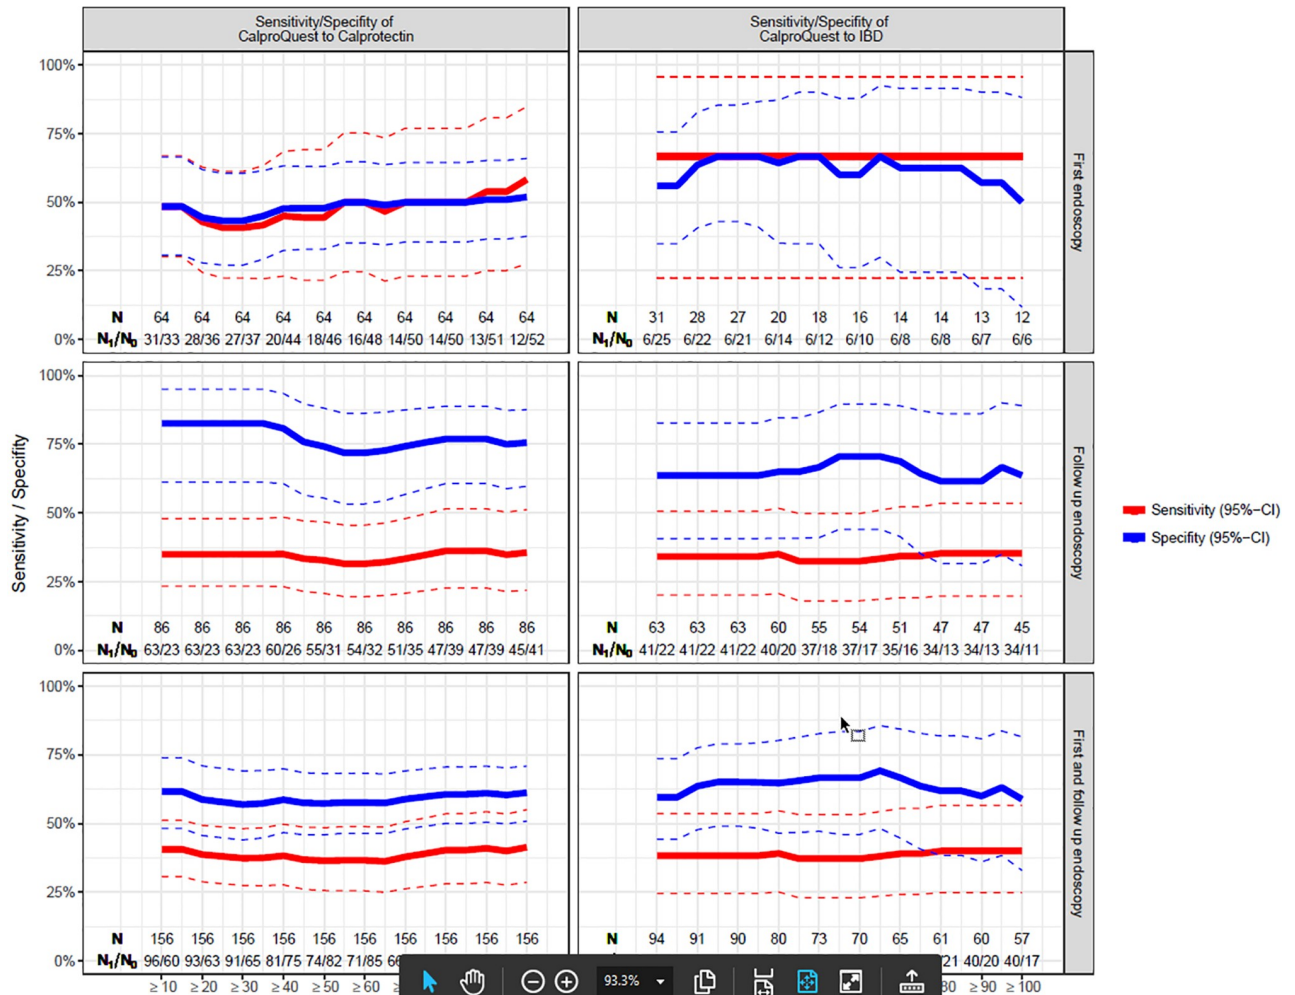 Sensitivity/Specifity of
CalproQuest to Calprotectin
Sensitivity/Specifity of
CalproQuest to IBD
100%
75%
50%
25%
0%
N 64 64 64 64 64 64 64 64 64 64
N₁/N₀ 31/33 28/36 27/37 20/44 18/46 16/48 14/50 14/50 13/51 12/52
N 31 28 27 20 18 16 14 14 13 12
N₁/N₀ 6/25 6/22 6/21 6/14 6/12 6/10 6/8 6/8 6/7 6/6
First endoscopy
100%
75%
50%
25%
0%
N 86 86 86 86 86 86 86 86 86 86
N₁/N₀ 63/23 63/23 63/23 60/26 55/31 54/32 51/35 47/39 47/39 45/41
N 63 63 63 60 55 54 51 47 47 45
N₁/N₀ 41/22 41/22 41/22 40/20 37/18 37/17 35/16 34/13 34/13 34/11
Follow up endoscopy
Sensitivity / Specifity
Sensitivity (95%-CI)
Specifity (95%-CI)
100%
75%
50%
25%
0%
N 156 156 156 156 156 156 156 156 156 156
N₁/N₀ 96/60 93/63 91/65 81/75 74/82 71/85
N 94 91 90 80 73 70 65 61 60 57
40/20 40/17
First and follow up endoscopy
≥10 ≥20 ≥30 ≥40 ≥50 ≥60
≥90 ≥100
93.3%